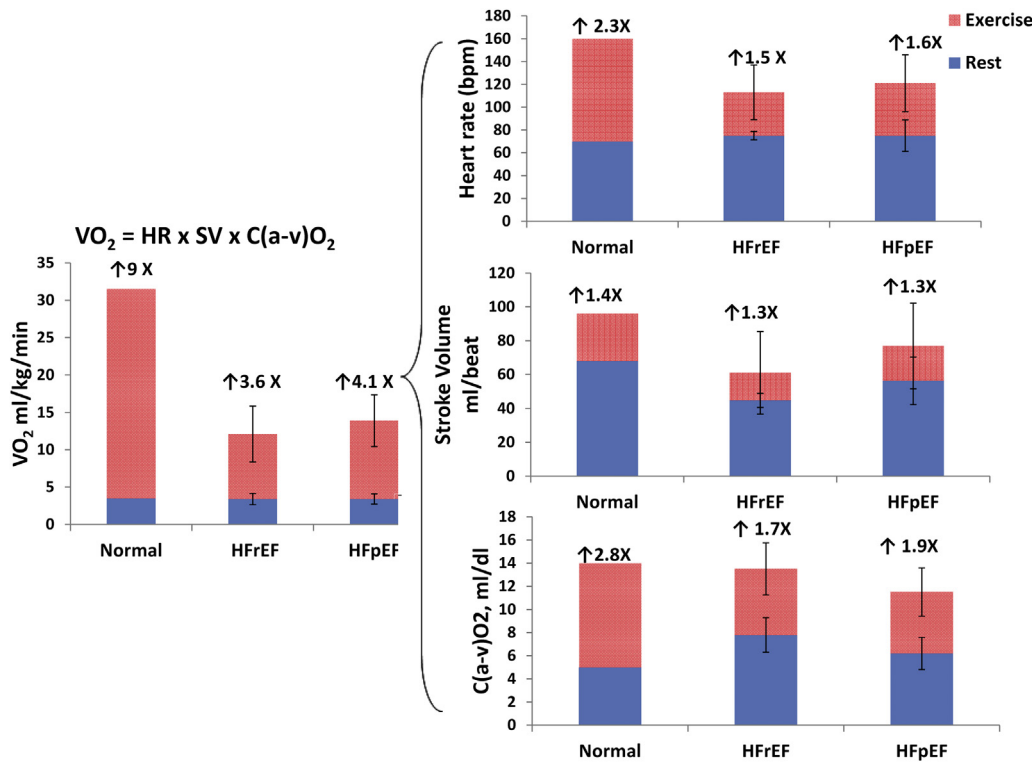 VO₂ = HR x SV x C(a-v)O₂
VO₂ ml/kg/min
35
30
25
20
15
10
5
0
↑9 X
↑3.6 X
↑4.1 X
Normal HFrEF HFpEF
Exercise
Rest
Heart rate (bpm)
180
160
140
120
100
80
60
40
20
0
↑ 2.3X
↑1.5 X
↑1.6X
Normal HFrEF HFpEF
Stroke Volume
ml/beat
120
100
80
60
40
20
0
↑1.4X
↑1.3X
↑1.3X
Normal HFrEF HFpEF
C(a-v)O2, ml/dl
18
16
14
12
10
8
6
4
2
0
↑2.8X
↑1.7X
↑1.9X
Normal HFrEF HFpEF